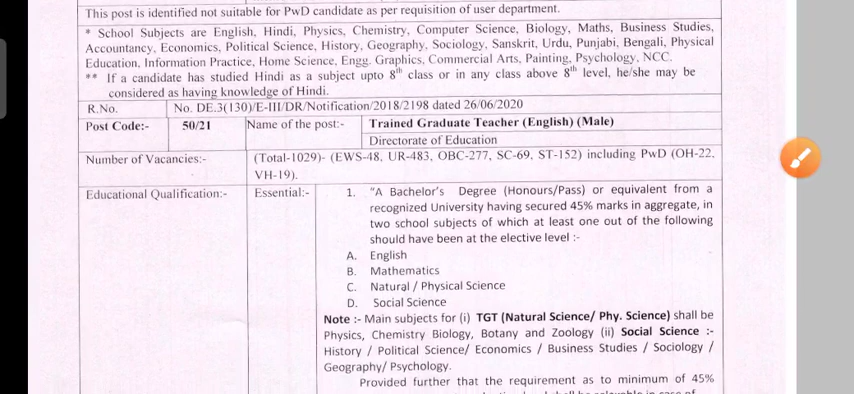 This post is identified not suitable for PwD candidate as per requisition of user department.
* School Subjects are English, Hindi, Physics, Chemistry, Computer Science, Biology, Maths, Business Studies,
Accountancy, Economics, Political Science, History, Geography, Sociology, Sanskrit, Urdu, Punjabi, Bengali, Physical
Education, Information Practice, Home Science, Engg. Graphics, Commercial Arts, Painting, Psychology, NCC.
** If a candidate has studied Hindi as a subject upto 8th class or in any class above 8th level, he/she may be
considered as having knowledge of Hindi.
R.No. No. DE.3(130)/E-III/DR/Notification/2018/2198 dated 26/06/2020
Post Code:- 50/21 Name of the post:- Trained Graduate Teacher (English) (Male)
Directorate of Education
Number of Vacancies:- (Total-1029)- (EWS-48, UR-483, OBC-277, SC-69, ST-152) including PwD (OH-22,
VH-19).
Educational Qualification:- Essential:- 1. "A Bachelor's Degree (Honours/Pass) or equivalent from a
recognized University having secured 45% marks in aggregate, in
two school subjects of which at least one out of the following
should have been at the elective level :-
A. English
B. Mathematics
C. Natural / Physical Science
D. Social Science
Note :- Main subjects for (i) TGT (Natural Science/ Phy. Science) shall be
Physics, Chemistry Biology, Botany and Zoology (ii) Social Science :-
History / Political Science/ Economics / Business Studies / Sociology /
Geography/ Psychology.
Provided further that the requirement as to minimum of 45%